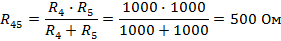 R₄₅ = (R₄ · R₅) / (R₄ + R₅) = (1000 · 1000) / (1000 + 1000) = 500 Ом